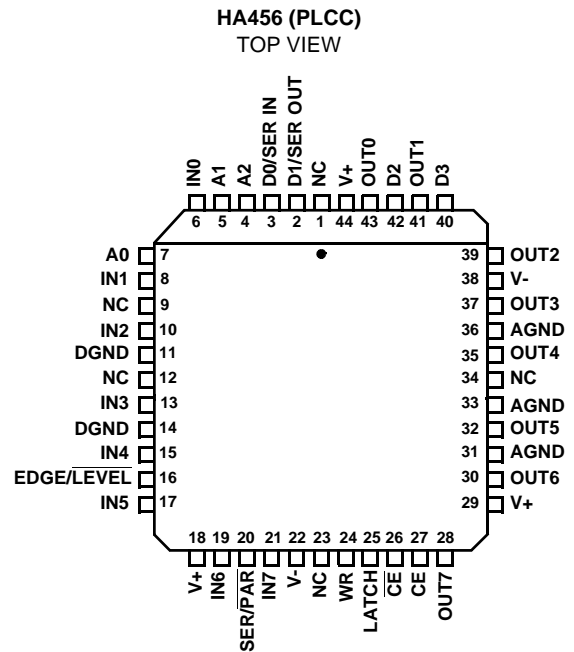 HA456 (PLCC)
TOP VIEW
IN0
A1
A2
D0/SER IN
D1/SER OUT
NC
V+
OUT0
D2
OUT1
D3
6 5 4 3 2 1 44 43 42 41 40
A0 7
IN1 8
NC 9
IN2 10
DGND 11
NC 12
IN3 13
DGND 14
IN4 15
EDGE/L̅E̅V̅E̅L̅ 16
IN5 17
39 OUT2
38 V-
37 OUT3
36 AGND
35 OUT4
34 NC
33 AGND
32 OUT5
31 AGND
30 OUT6
29 V+
18 19 20 21 22 23 24 25 26 27 28
V+
IN6
SER/P̅A̅R̅
IN7
V-
NC
WR
LATCH
C̅E̅
CE
OUT7